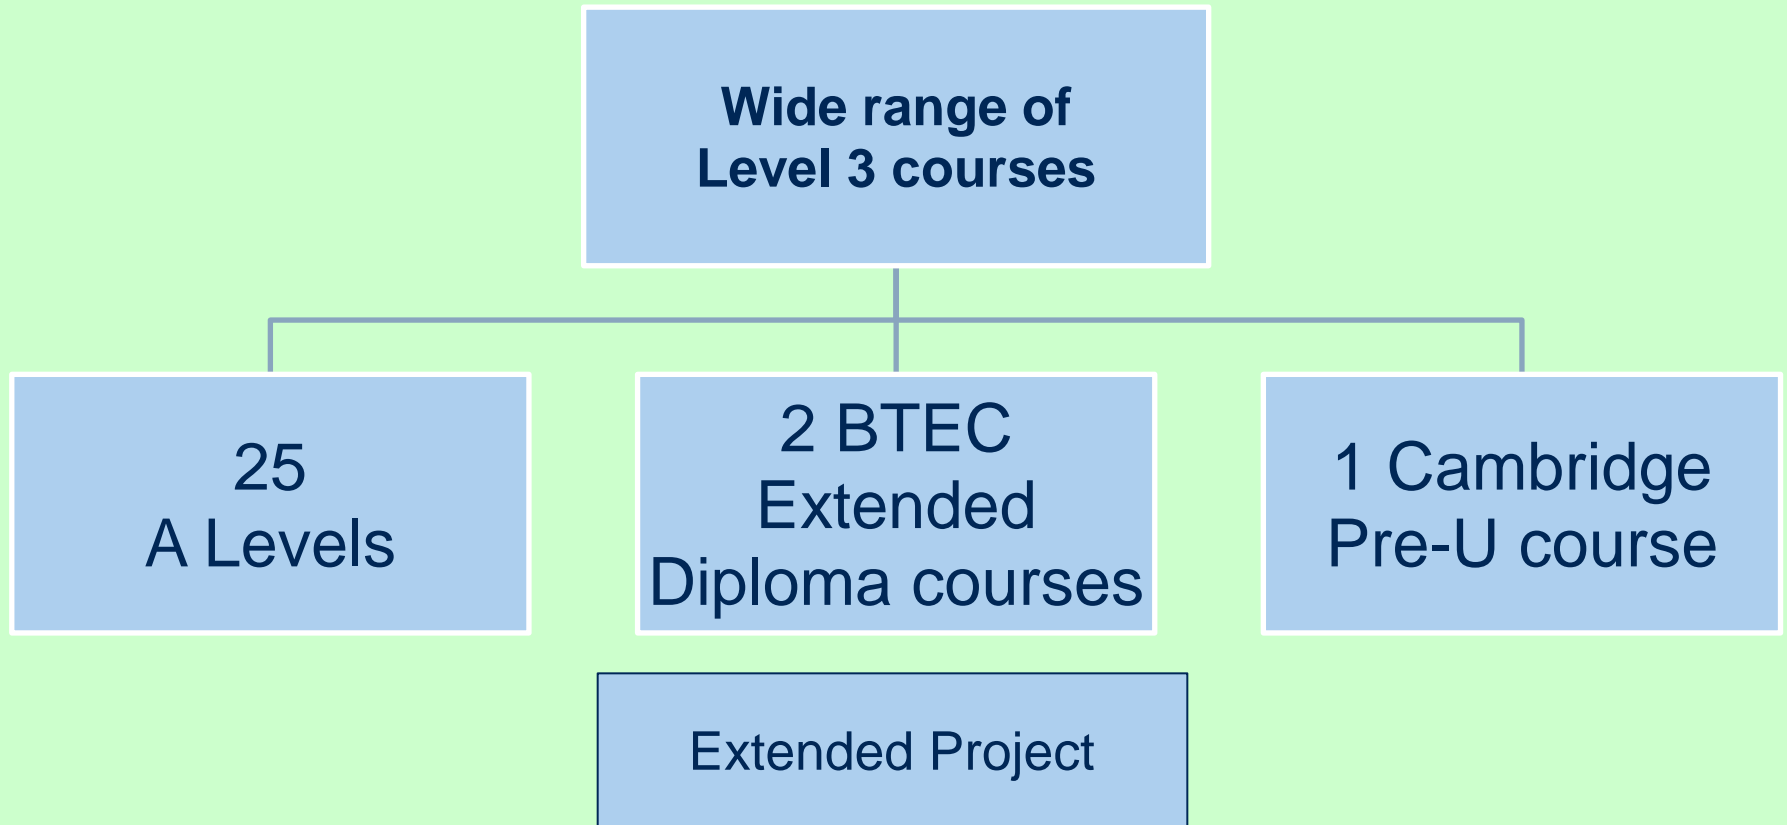 Wide range of
Level 3 courses
25
A Levels
2 BTEC
Extended
Diploma courses
1 Cambridge
Pre-U course
Extended Project